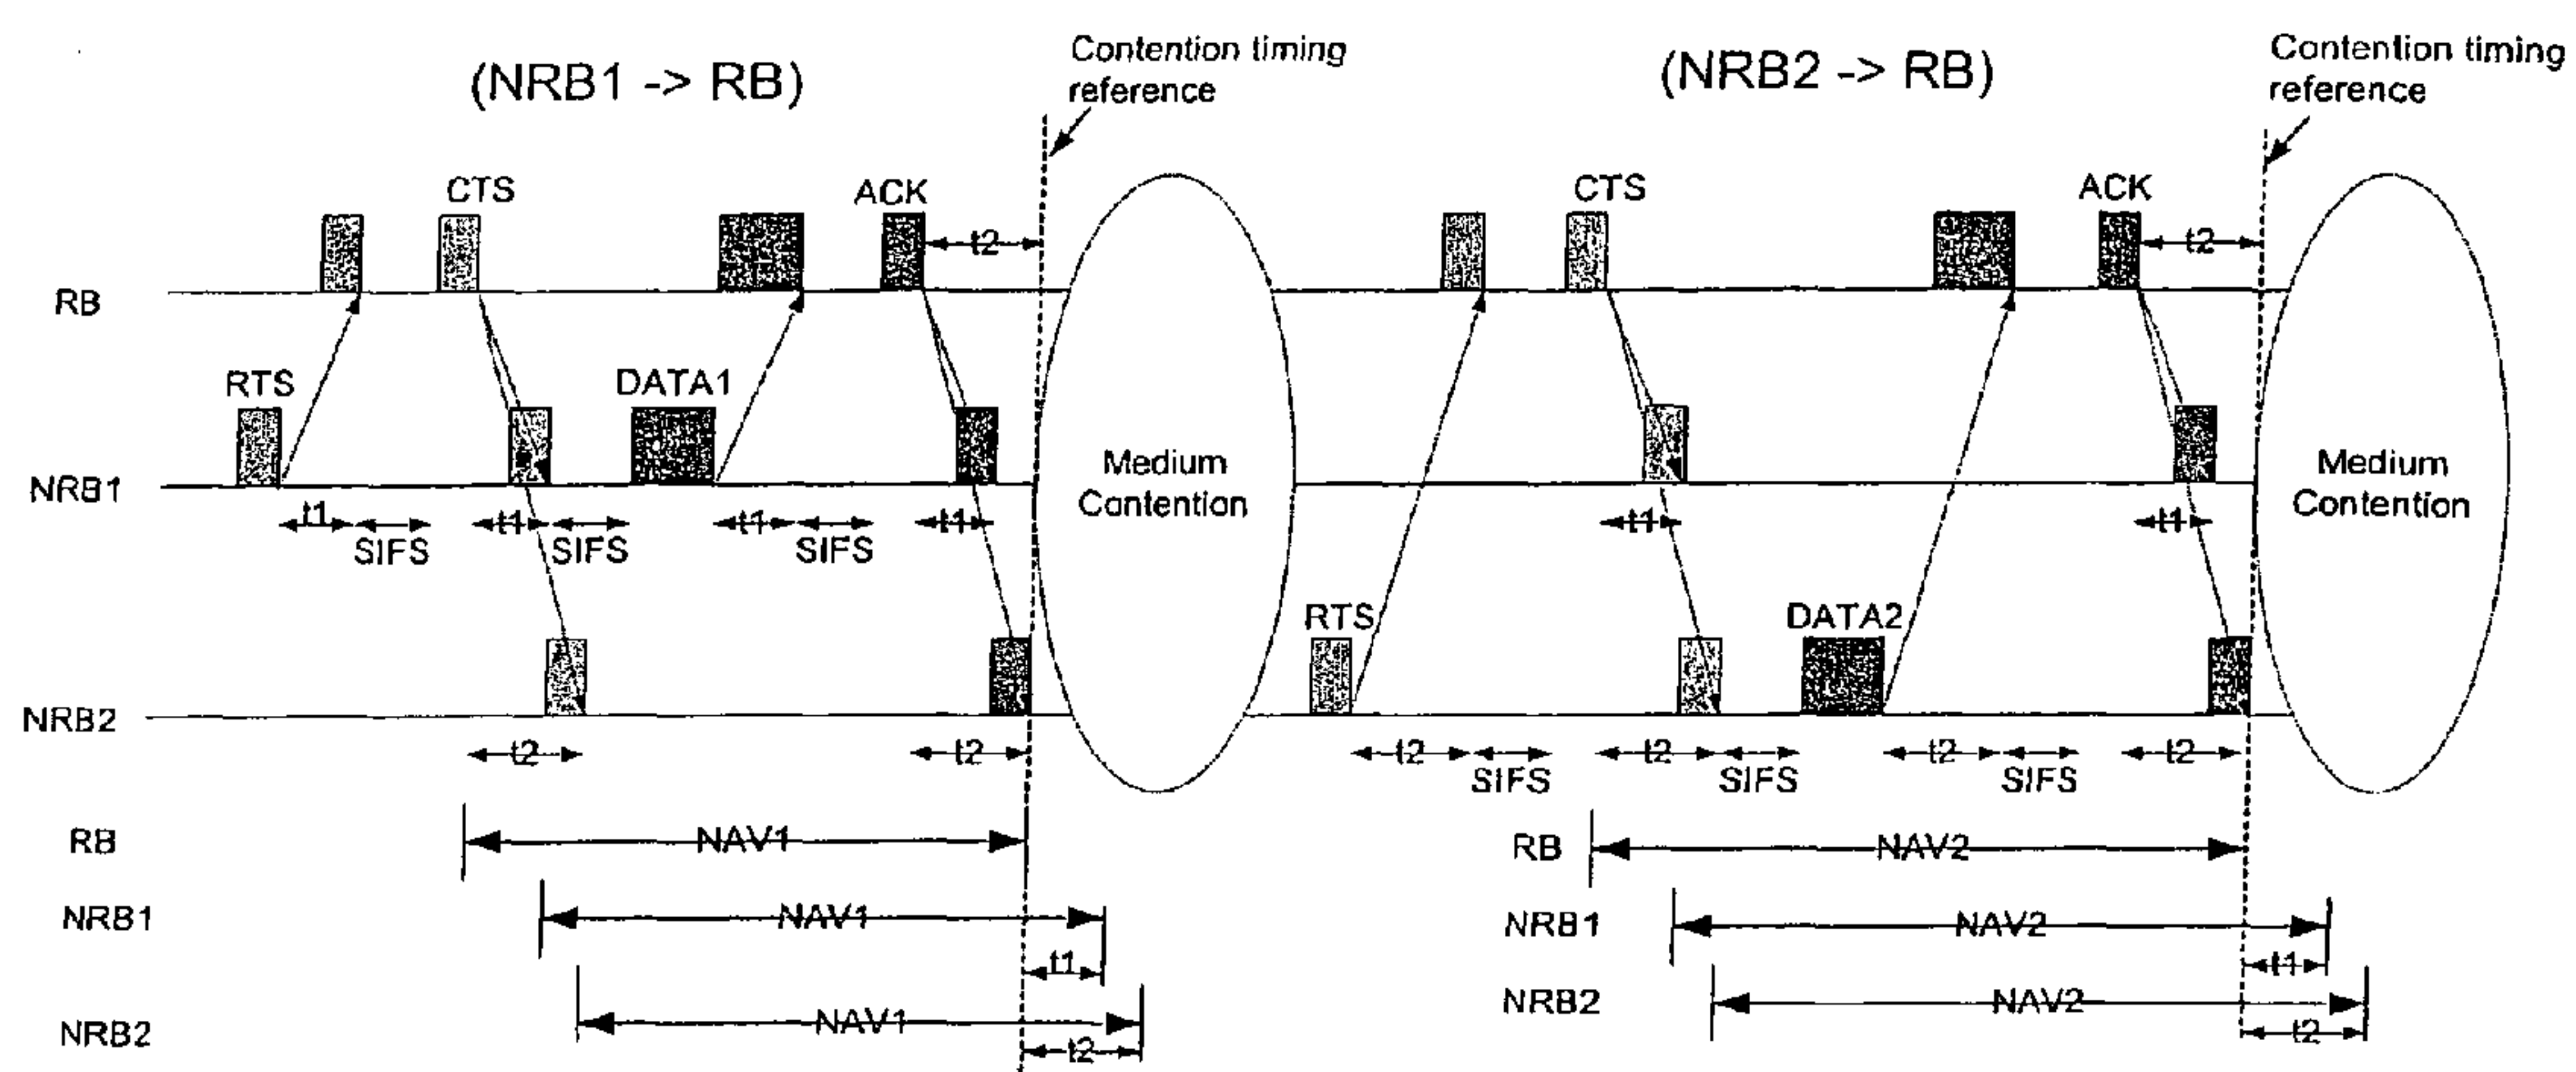 (NRB1 -> RB)
Contention timing
reference
(NRB2 -> RB)
Contention timing
reference
CTS
ACK
t2
CTS
ACK
t2
RB
RTS
DATA1
NRB1
Medium
Contention
Medium
Contention
t1
SIFS
t1
SIFS
t1
SIFS
t1
t1
t1
RTS
DATA2
NRB2
t2
t2
t2
SIFS
t2
SIFS
t2
SIFS
t2
RB
NAV1
RB
NAV2
NRB1
NAV1
NRB1
NAV2
t1
t1
NRB2
NAV1
NRB2
NAV2
t2
t2